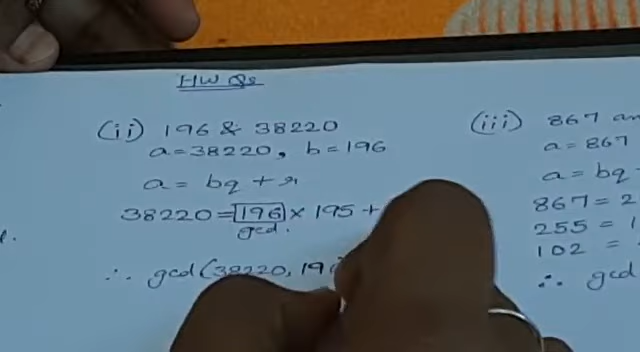 HW Qs
(ii) 196 & 38220
a = 38220, b = 196
a = bq + r
38220 = 196 × 195 +
gcd.
∴ gcd (38220, 19
(iii) 867 an
a = 867
a = bq
867 = 2
255 = 1
102 =
∴ gcd